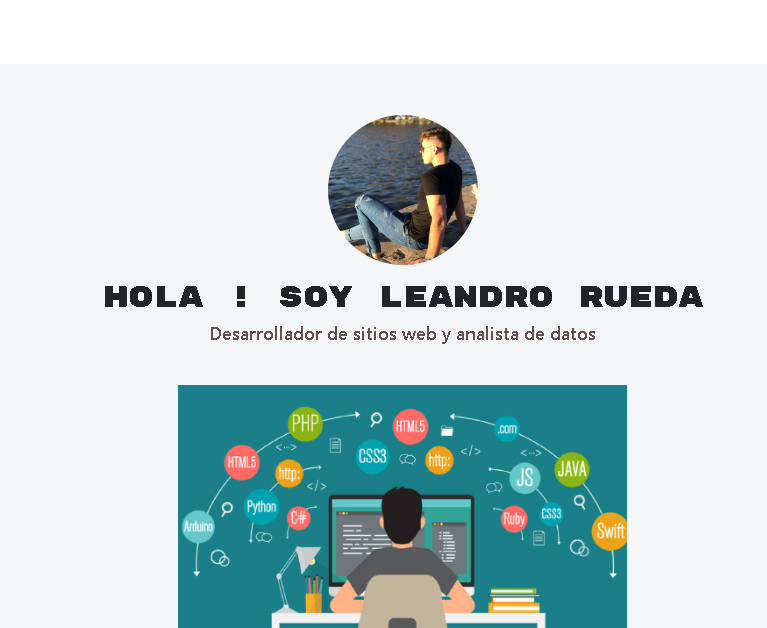 HOLA ! SOY LEANDRO RUEDA
Desarrollador de sitios web y analista de datos
PHP
HTML5
.com
CSS3
http:
HTML5
http:
JS
JAVA
Python
C#
Arduino
Ruby
CSS3
Swift